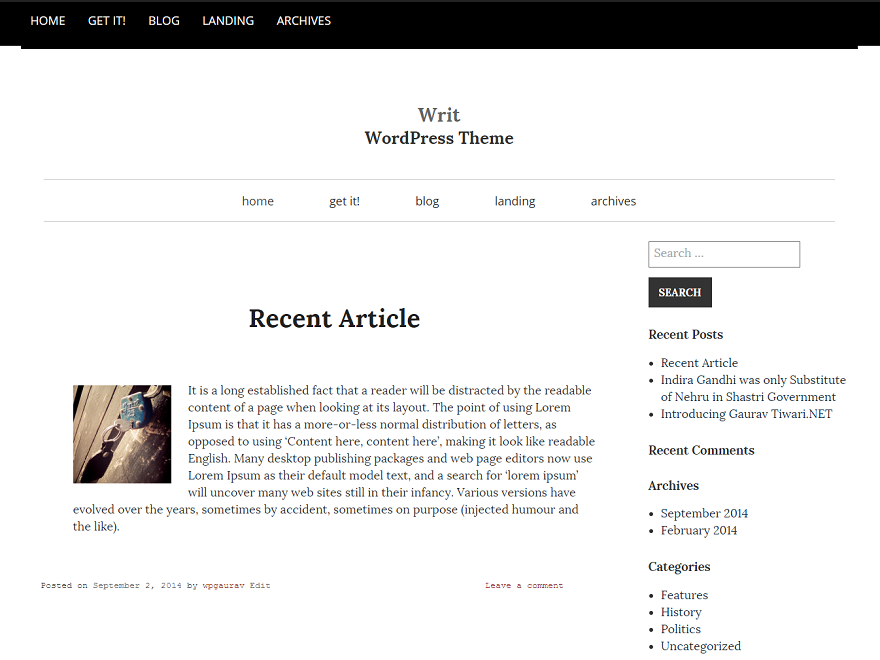 HOME GET IT! BLOG LANDING ARCHIVES
Writ
WordPress Theme
home get it! blog landing archives
Recent Article
It is a long established fact that a reader will be distracted by the readable
content of a page when looking at its layout. The point of using Lorem
Ipsum is that it has a more-or-less normal distribution of letters, as
opposed to using ‘Content here, content here’, making it look like readable
English. Many desktop publishing packages and web page editors now use
Lorem Ipsum as their default model text, and a search for ‘lorem ipsum’
will uncover many web sites still in their infancy. Various versions have
evolved over the years, sometimes by accident, sometimes on purpose (injected humour and
the like).
Posted on September 2, 2014 by wpgaurav Edit
Leave a comment
Search ...
SEARCH
Recent Posts
Recent Article
Indira Gandhi was only Substitute
of Nehru in Shastri Government
Introducing Gaurav Tiwari.NET
Recent Comments
Archives
September 2014
February 2014
Categories
Features
History
Politics
Uncategorized